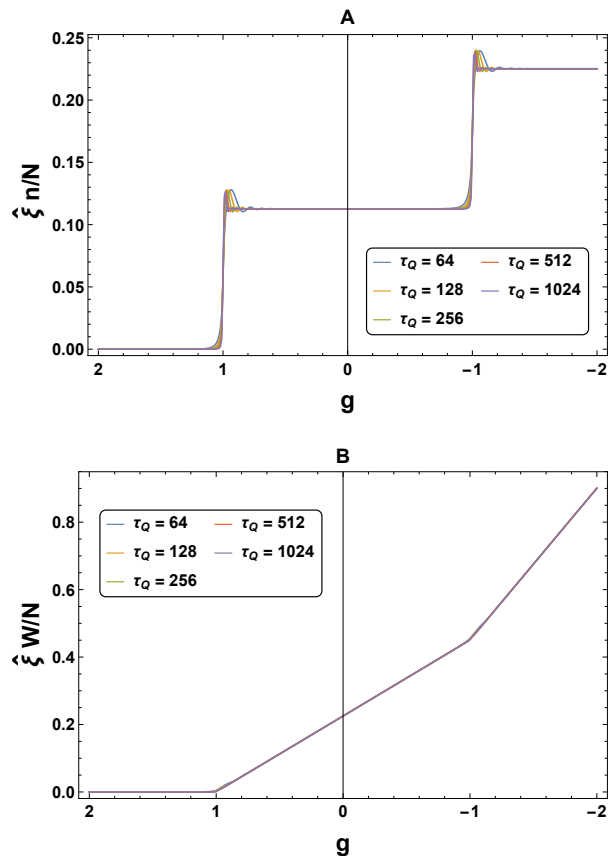 A
ξ̂ n/N
0.25
0.20
0.15
0.10
0.05
0.00
τQ = 64 τQ = 512
τQ = 128 τQ = 1024
τQ = 256
2 1 0 −1 −2
g
B
ξ̂ W/N
0.8
0.6
0.4
0.2
0.0
τQ = 64 τQ = 512
τQ = 128 τQ = 1024
τQ = 256
2 1 0 −1 −2
g